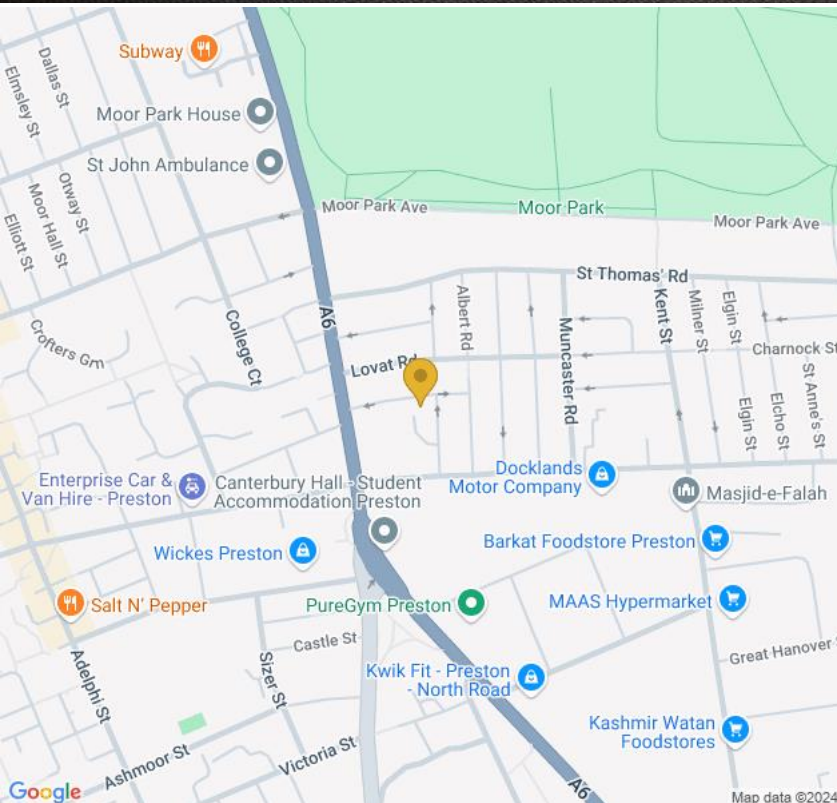 Subway
Dallas St
Elmsley St
Moor Park House
St John Ambulance
Otway St
Moor Hall St
Elliott St
Moor Park Ave
Moor Park
Moor Park Ave
St Thomas' Rd
A6
Albert Rd
Kent St
Milner St
Elgin St
Muncaster Rd
College Ct
Crofters Grn
Lovat Rd
Charnock St
St Anne's St
Elcho St
Elgin St
Enterprise Car &
Van Hire - Preston
Canterbury Hall - Student
Accommodation Preston
Docklands
Motor Company
Masjid-e-Falah
Wickes Preston
Barkat Foodstore Preston
Salt N' Pepper
PureGym Preston
MAAS Hypermarket
Castle St
Great Hanover
Sizer St
Adelphi St
Kwik Fit - Preston
- North Road
Kashmir Watan
Foodstores
Victoria St
Ashmoor St
A6
Google
Map data ©2024